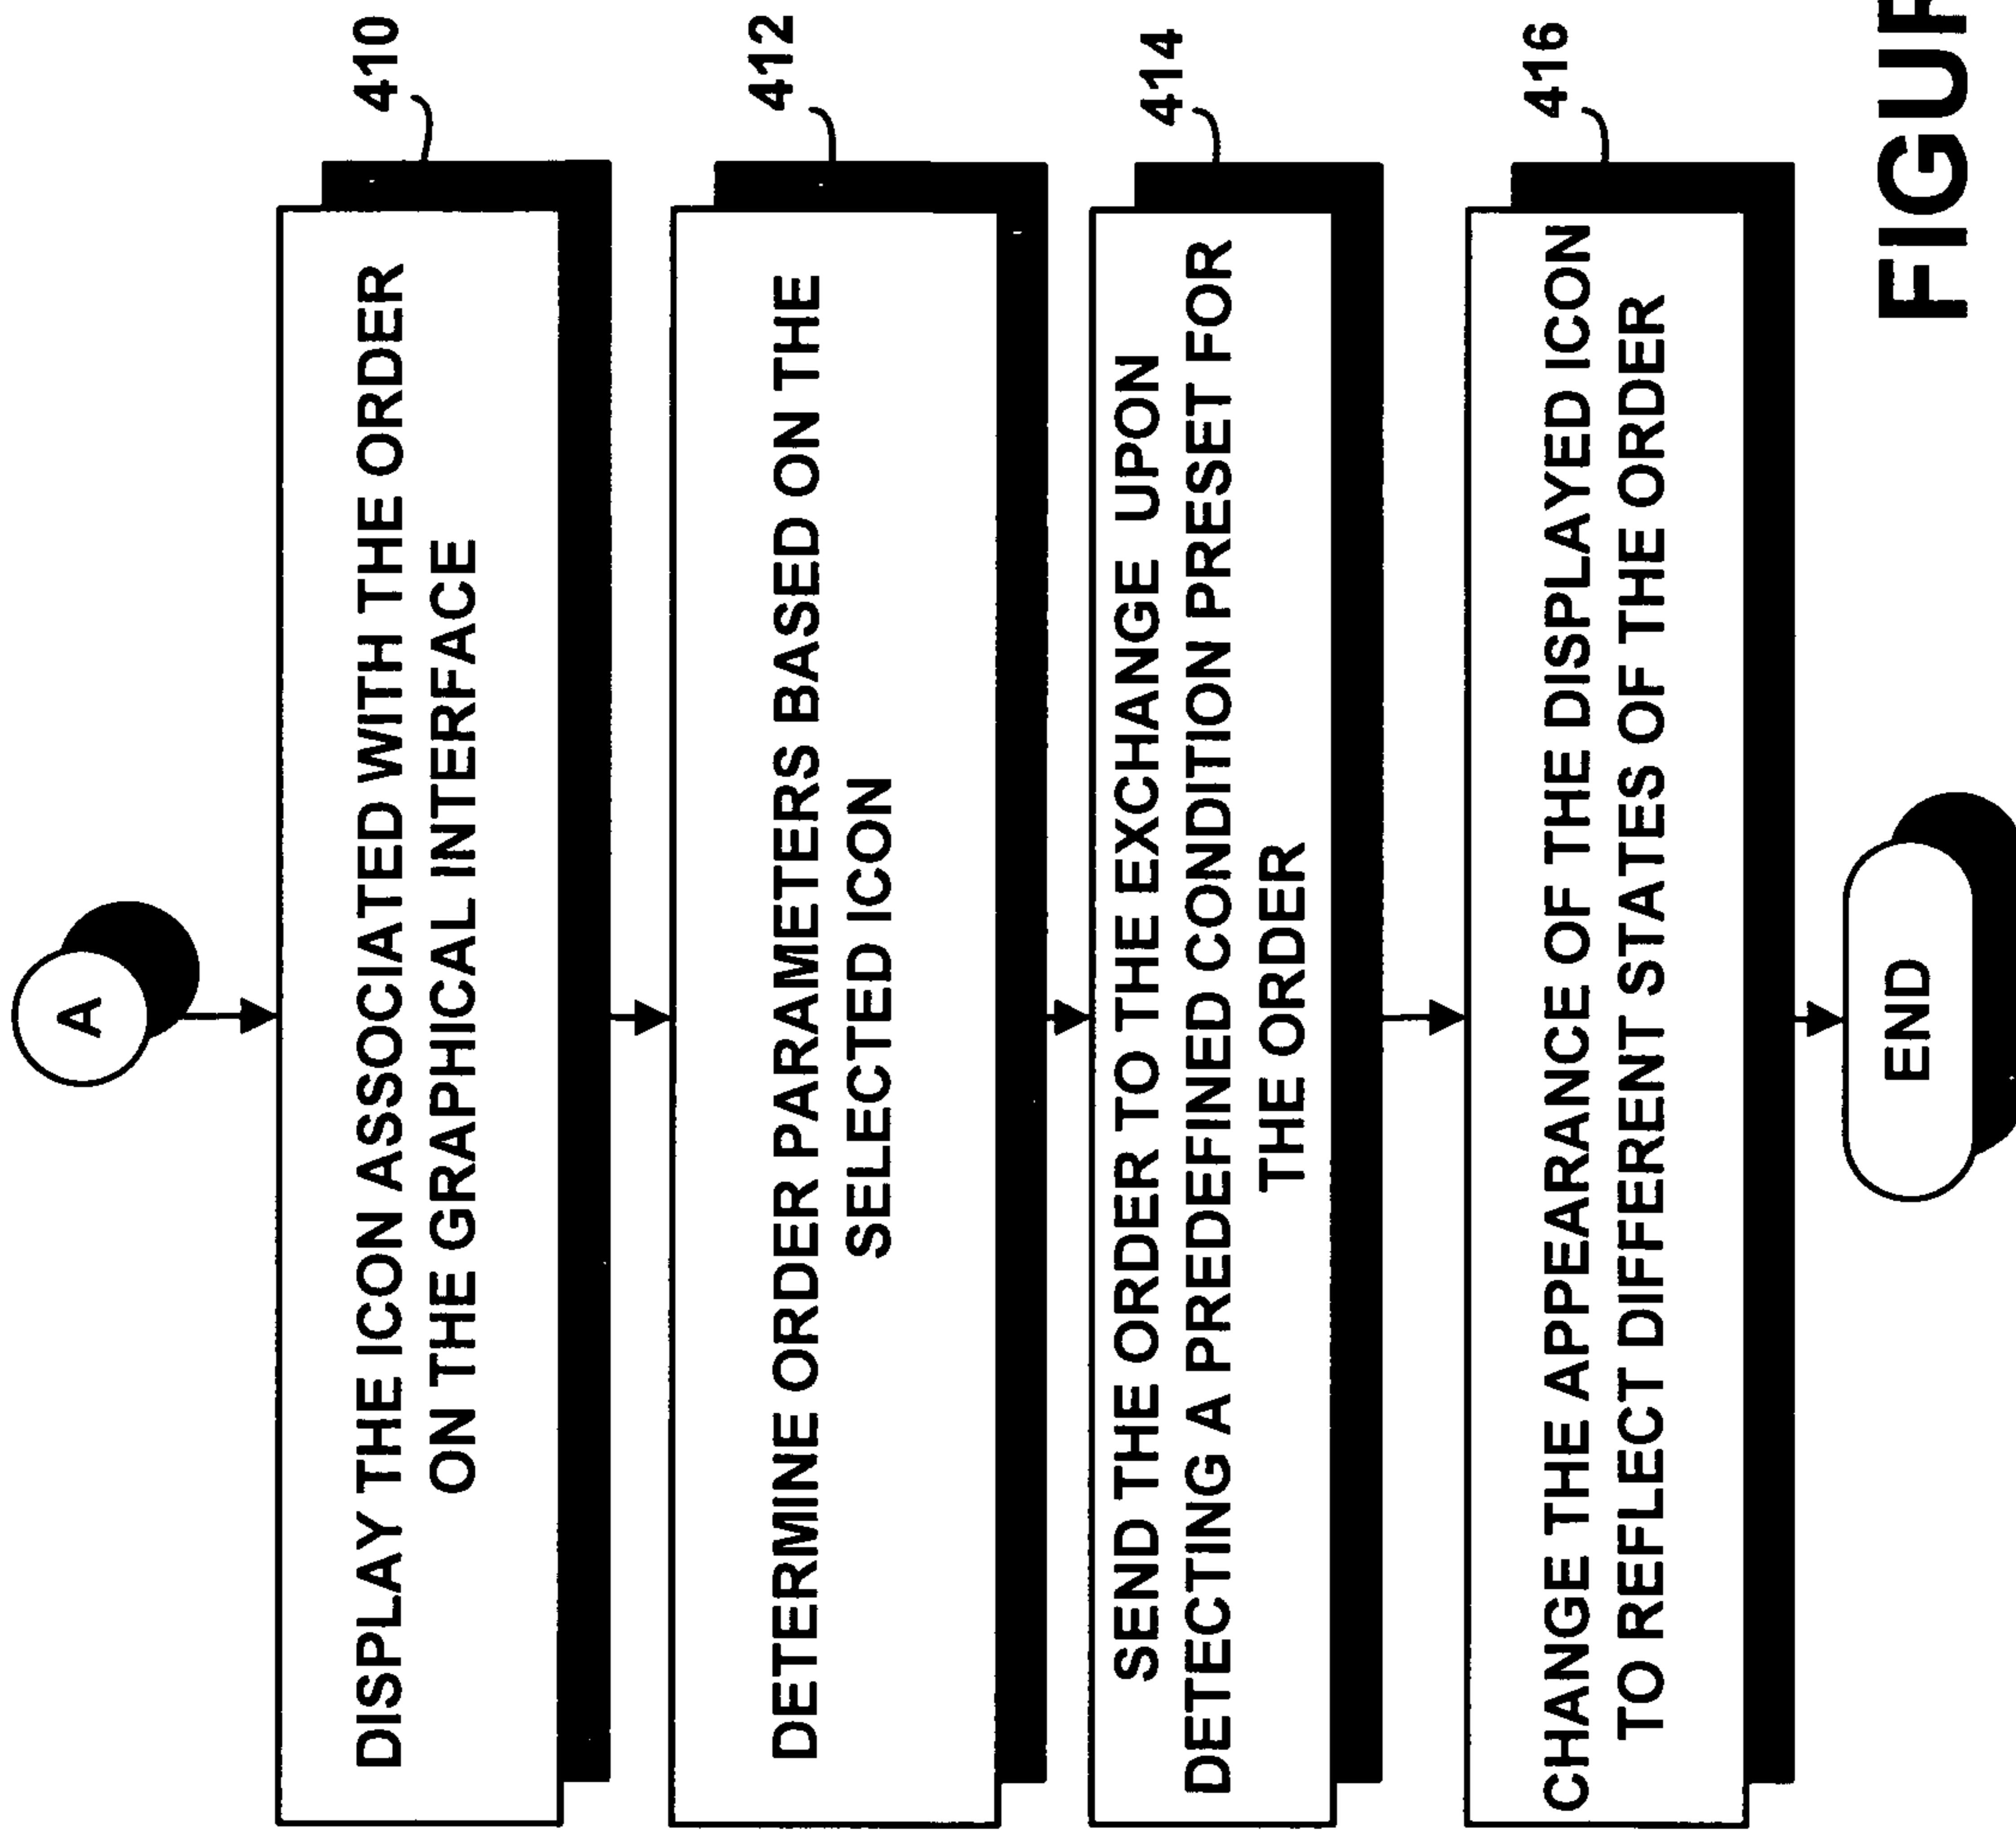 A
410
DISPLAY THE ICON ASSOCIATED WITH THE ORDER
ON THE GRAPHICAL INTERFACE
412
DETERMINE ORDER PARAMETERS BASED ON THE
SELECTED ICON
414
SEND THE ORDER TO THE EXCHANGE UPON
DETECTING A PREDEFINED CONDITION PRESET FOR
THE ORDER
416
CHANGE THE APPEARANCE OF THE DISPLAYED ICON
TO REFLECT DIFFERENT STATES OF THE ORDER
END